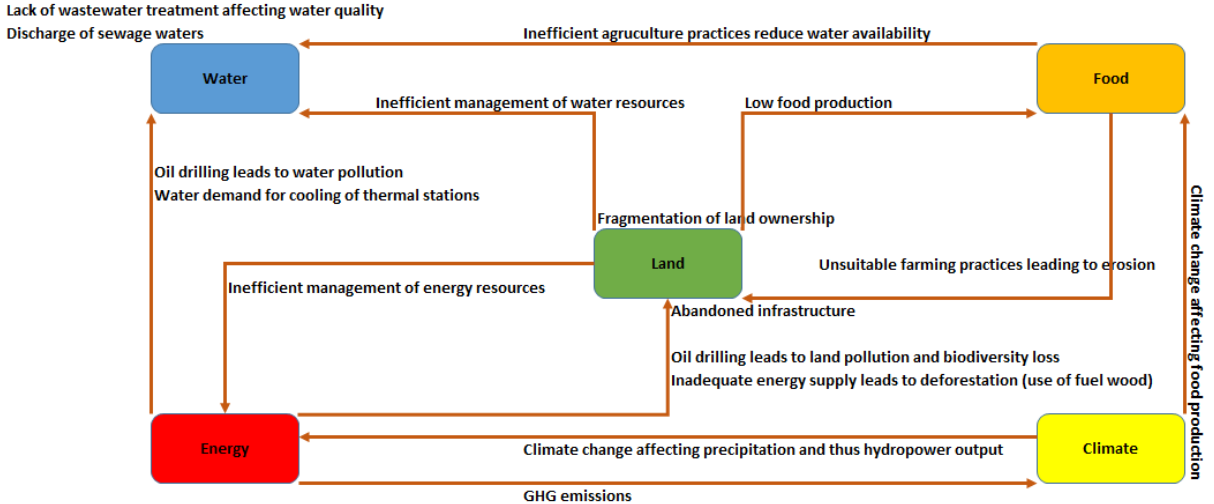 Lack of wastewater treatment affecting water quality
Discharge of sewage waters
Inefficient agruculture practices reduce water availability
Water
Food
Inefficient management of water resources
Low food production
Oil drilling leads to water pollution
Water demand for cooling of thermal stations
Climate change affecting food production
Fragmentation of land ownership
Land
Unsuitable farming practices leading to erosion
Inefficient management of energy resources
Abandoned infrastructure
Oil drilling leads to land pollution and biodiversity loss
Inadequate energy supply leads to deforestation (use of fuel wood)
Energy
Climate
Climate change affecting precipitation and thus hydropower output
GHG emissions